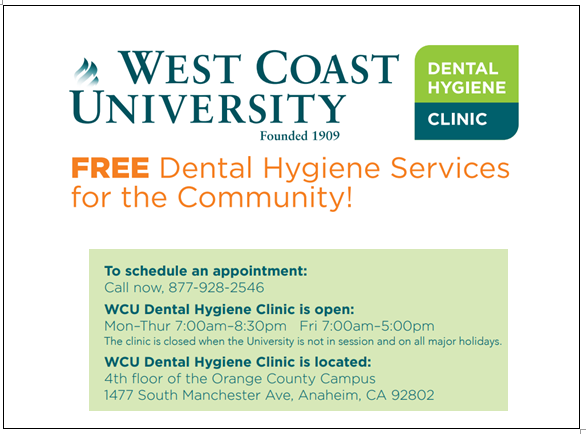 WEST COAST
UNIVERSITY
Founded 1909
DENTAL
HYGIENE
CLINIC
FREE Dental Hygiene Services
for the Community!
To schedule an appointment:
Call now, 877-928-2546
WCU Dental Hygiene Clinic is open:
Mon–Thur 7:00am–8:30pm Fri 7:00am–5:00pm
The clinic is closed when the University is not in session and on all major holidays.
WCU Dental Hygiene Clinic is located:
4th floor of the Orange County Campus
1477 South Manchester Ave, Anaheim, CA 92802